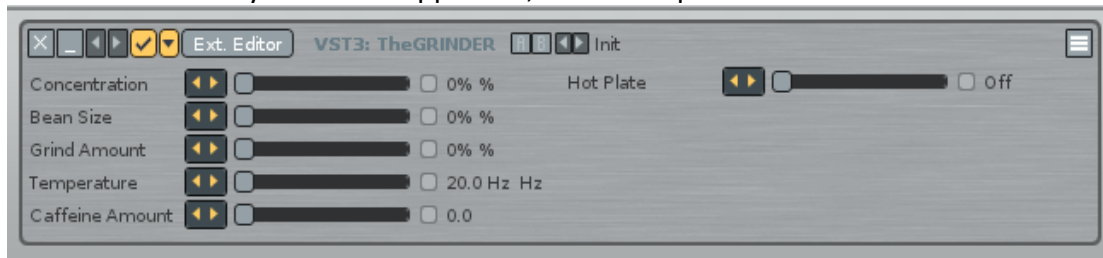 Ext. Editor VST3: TheGRINDER A B Init
Concentration 0% % Hot Plate Off
Bean Size 0% %
Grind Amount 0% %
Temperature 20.0 Hz Hz
Caffeine Amount 0.0